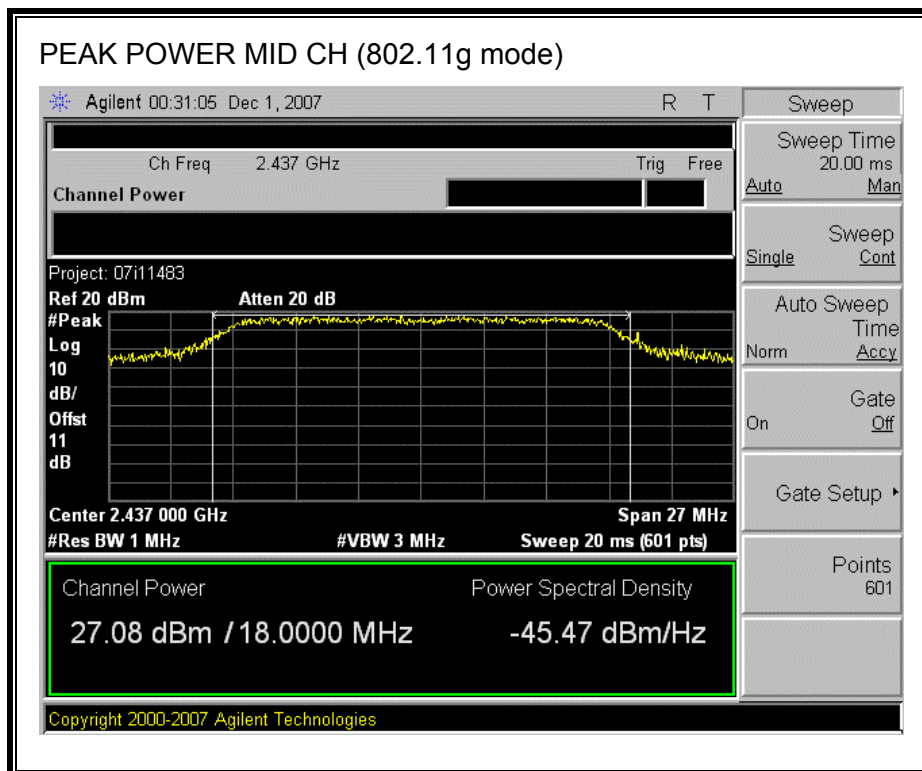 PEAK POWER MID CH (802.11g mode)
Agilent 00:31:05 Dec 1, 2007 R T
Sweep
Ch Freq 2.437 GHz Trig Free
Channel Power
Sweep Time
20.00 ms
Auto Man
Sweep
Single Cont
Project: 07i11483
Ref 20 dBm Atten 20 dB
#Peak
Log
10
dB/
Offst
11
dB
Auto Sweep
Time
Norm Accy
Gate
On Off
Gate Setup
Center 2.437 000 GHz Span 27 MHz
#Res BW 1 MHz #VBW 3 MHz Sweep 20 ms (601 pts)
Points
601
Channel Power Power Spectral Density
27.08 dBm / 18.0000 MHz -45.47 dBm/Hz
Copyright 2000-2007 Agilent Technologies